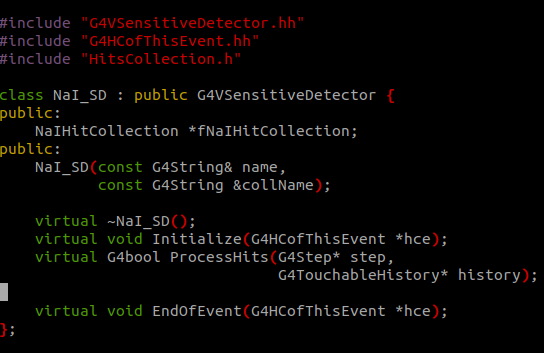 #include "G4VSensitiveDetector.hh"
#include "G4HCofThisEvent.hh"
#include "HitsCollection.h"

class NaI_SD : public G4VSensitiveDetector {
public:
    NaIHitCollection *fNaIHitCollection;
public:
    NaI_SD(const G4String& name,
           const G4String &collName);

    virtual ~NaI_SD();
    virtual void Initialize(G4HCofThisEvent *hce);
    virtual G4bool ProcessHits(G4Step* step,
                               G4TouchableHistory* history);

    virtual void EndOfEvent(G4HCofThisEvent *hce);
};